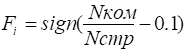 Fᵢ = sign(Nком/Nстр − 0.1)